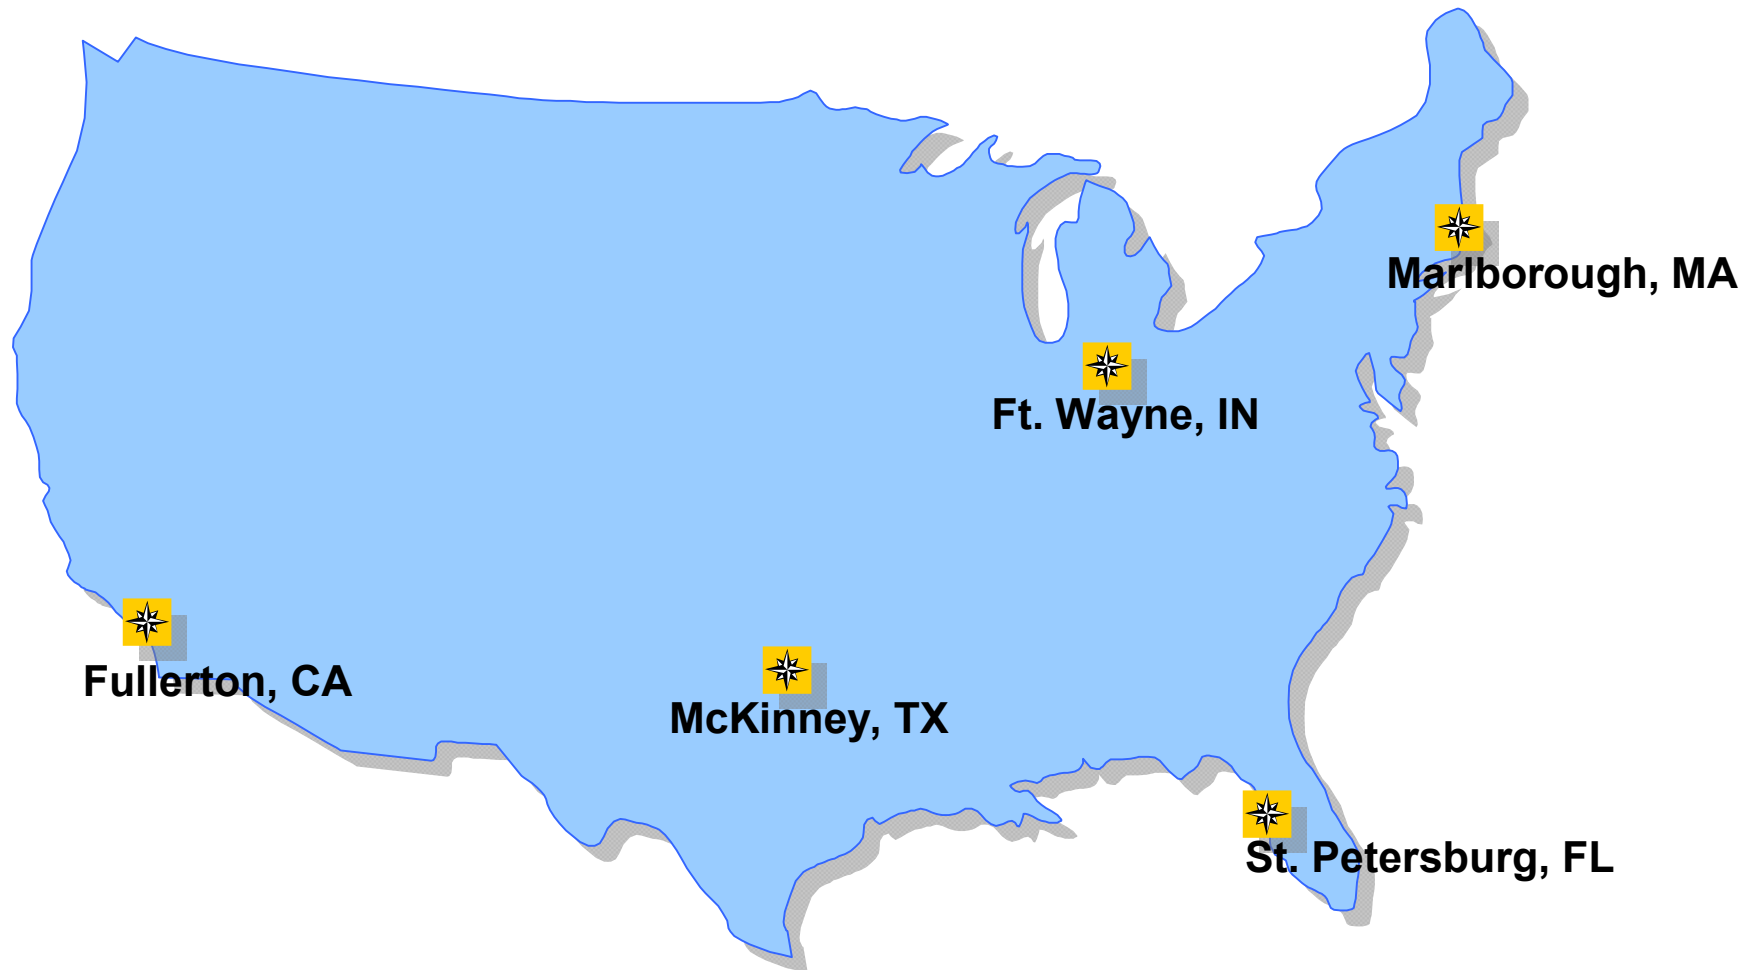 Marlborough, MA
Ft. Wayne, IN
Fullerton, CA
McKinney, TX
St. Petersburg, FL